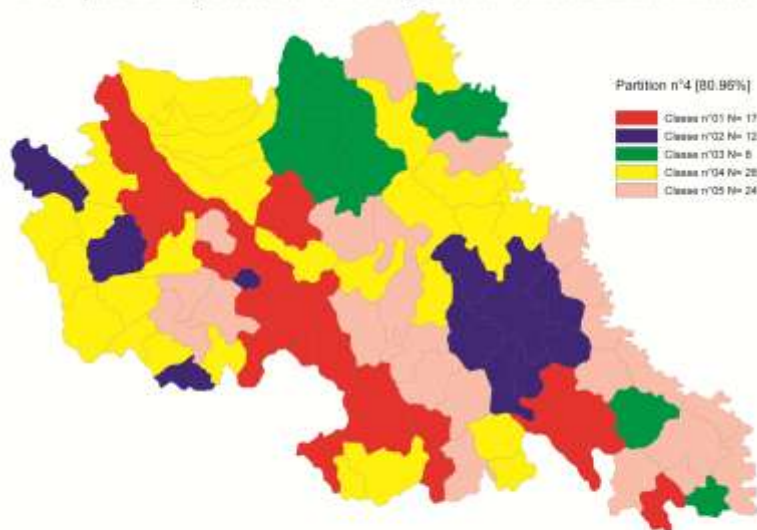 Partition n°4 [80.96%]
Classe n°01 N= 17
Classe n°02 N= 12
Classe n°03 N= 6
Classe n°04 N= 28
Classe n°05 N= 24